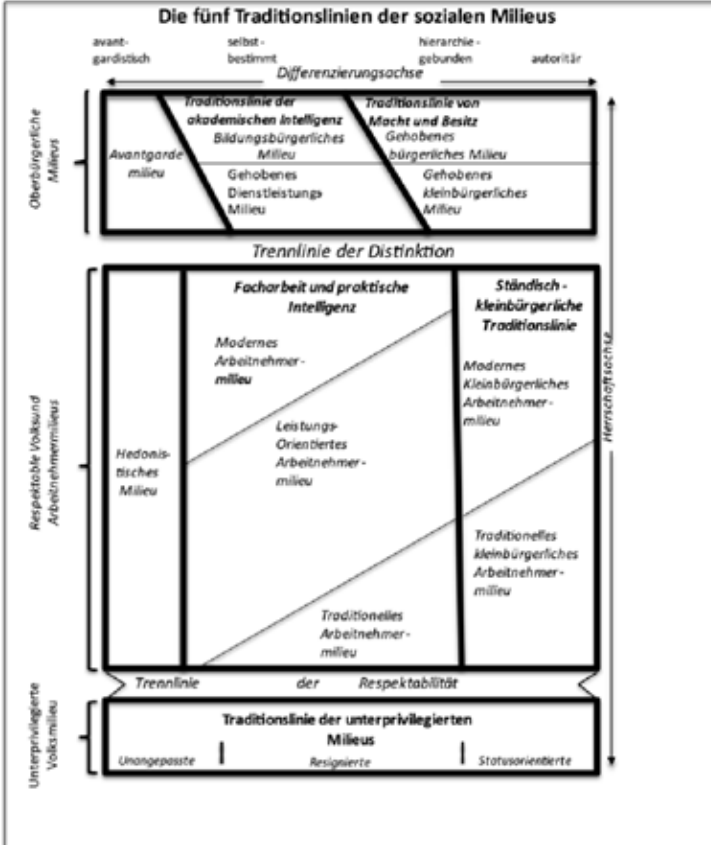 Die fünf Traditionslinien der sozialen Milieus
avant-
gardistisch
selbst-
bestimmt
hierarchie-
gebunden
autoritär
Differenzierungsachse
Oberbürgerliche
Milieus
Avantgarde
milieu
Traditionslinie der
akademischen Intelligenz
Bildungsbürgerliches
Milieu
Gehobenes
Dienstleistungs
Milieu
Traditionslinie von
Macht und Besitz
Gehobenes
bürgerliches Milieu
Gehobenes
kleinbürgerliches
Milieu
Trennlinie der Distinktion
Respektable Volksund
Arbeitnehmermilieus
Hedonis-
tisches
Milieu
Facharbeit und praktische
Intelligenz
Modernes
Arbeitnehmer-
milieu
Leistungs-
Orientiertes
Arbeitnehmer-
milieu
Traditionelles
Arbeitnehmer-
milieu
Ständisch-
kleinbürgerliche
Traditionslinie
Modernes
Kleinbürgerliches
Arbeitnehmer-
milieu
Traditionelles
kleinbürgerliches
Arbeitnehmer-
milieu
Herrschaftsachse
Trennlinie der Respektabilität
Unterprivilegierte
Volksmilieu
Traditionslinie der unterprivilegierten
Milieus
Unangepasste | Resignierte | Statusorientierte